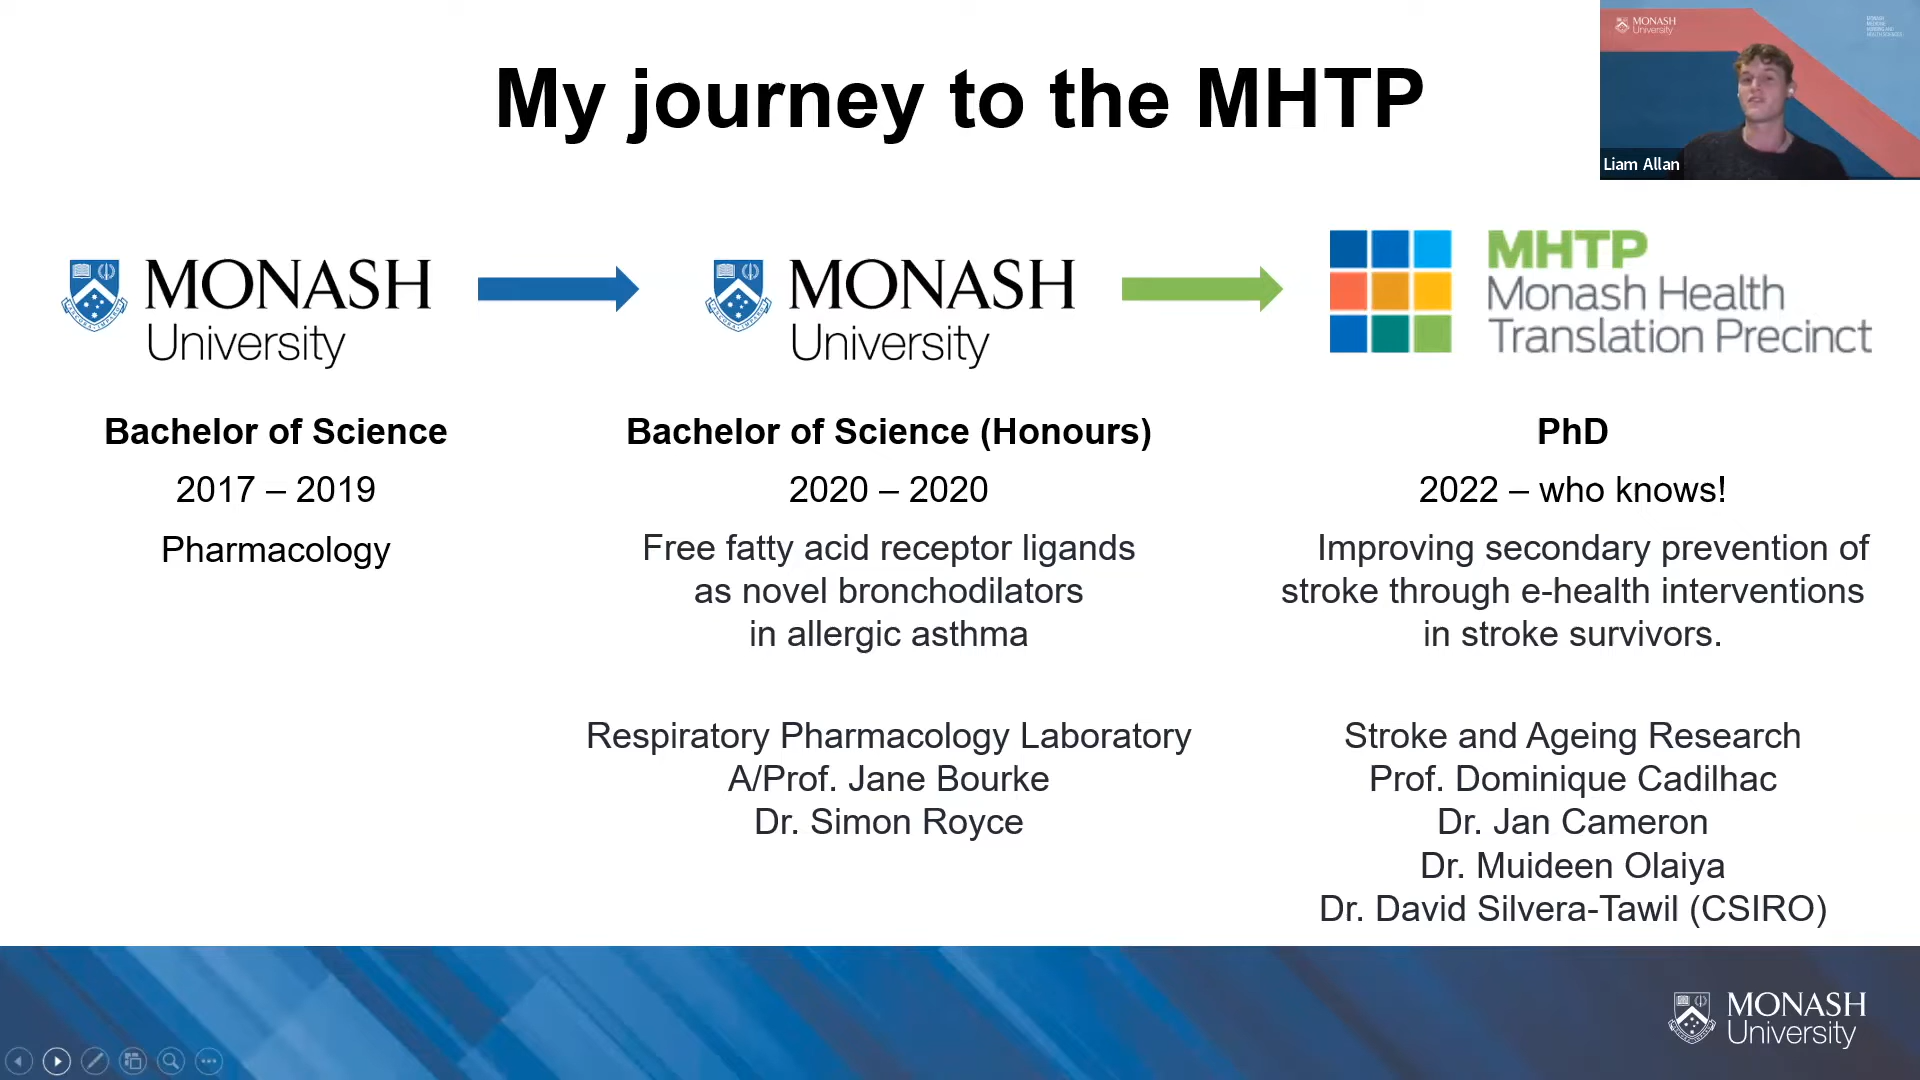 My journey to the MHTP
MONASH
University
Liam Allan
MONASH
University
MONASH
University
MHTP
Monash Health
Translation Precinct
Bachelor of Science
2017 – 2019
Pharmacology
Bachelor of Science (Honours)
2020 – 2020
Free fatty acid receptor ligands
as novel bronchodilators
in allergic asthma
Respiratory Pharmacology Laboratory
A/Prof. Jane Bourke
Dr. Simon Royce
PhD
2022 – who knows!
Improving secondary prevention of
stroke through e-health interventions
in stroke survivors.
Stroke and Ageing Research
Prof. Dominique Cadilhac
Dr. Jan Cameron
Dr. Muideen Olaiya
Dr. David Silvera-Tawil (CSIRO)
MONASH
University